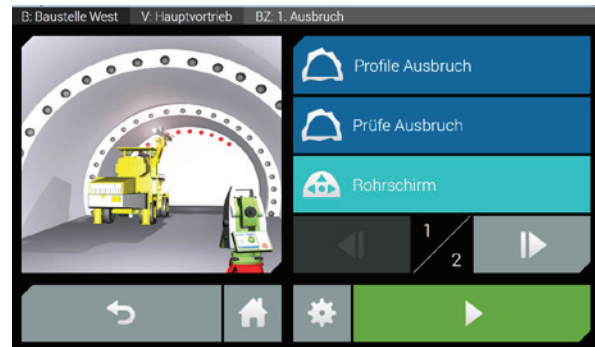 B: Baustelle West V: Hauptvortrieb BZ: 1. Ausbruch
Profile Ausbruch
Prüfe Ausbruch
Rohrschirm
1
2